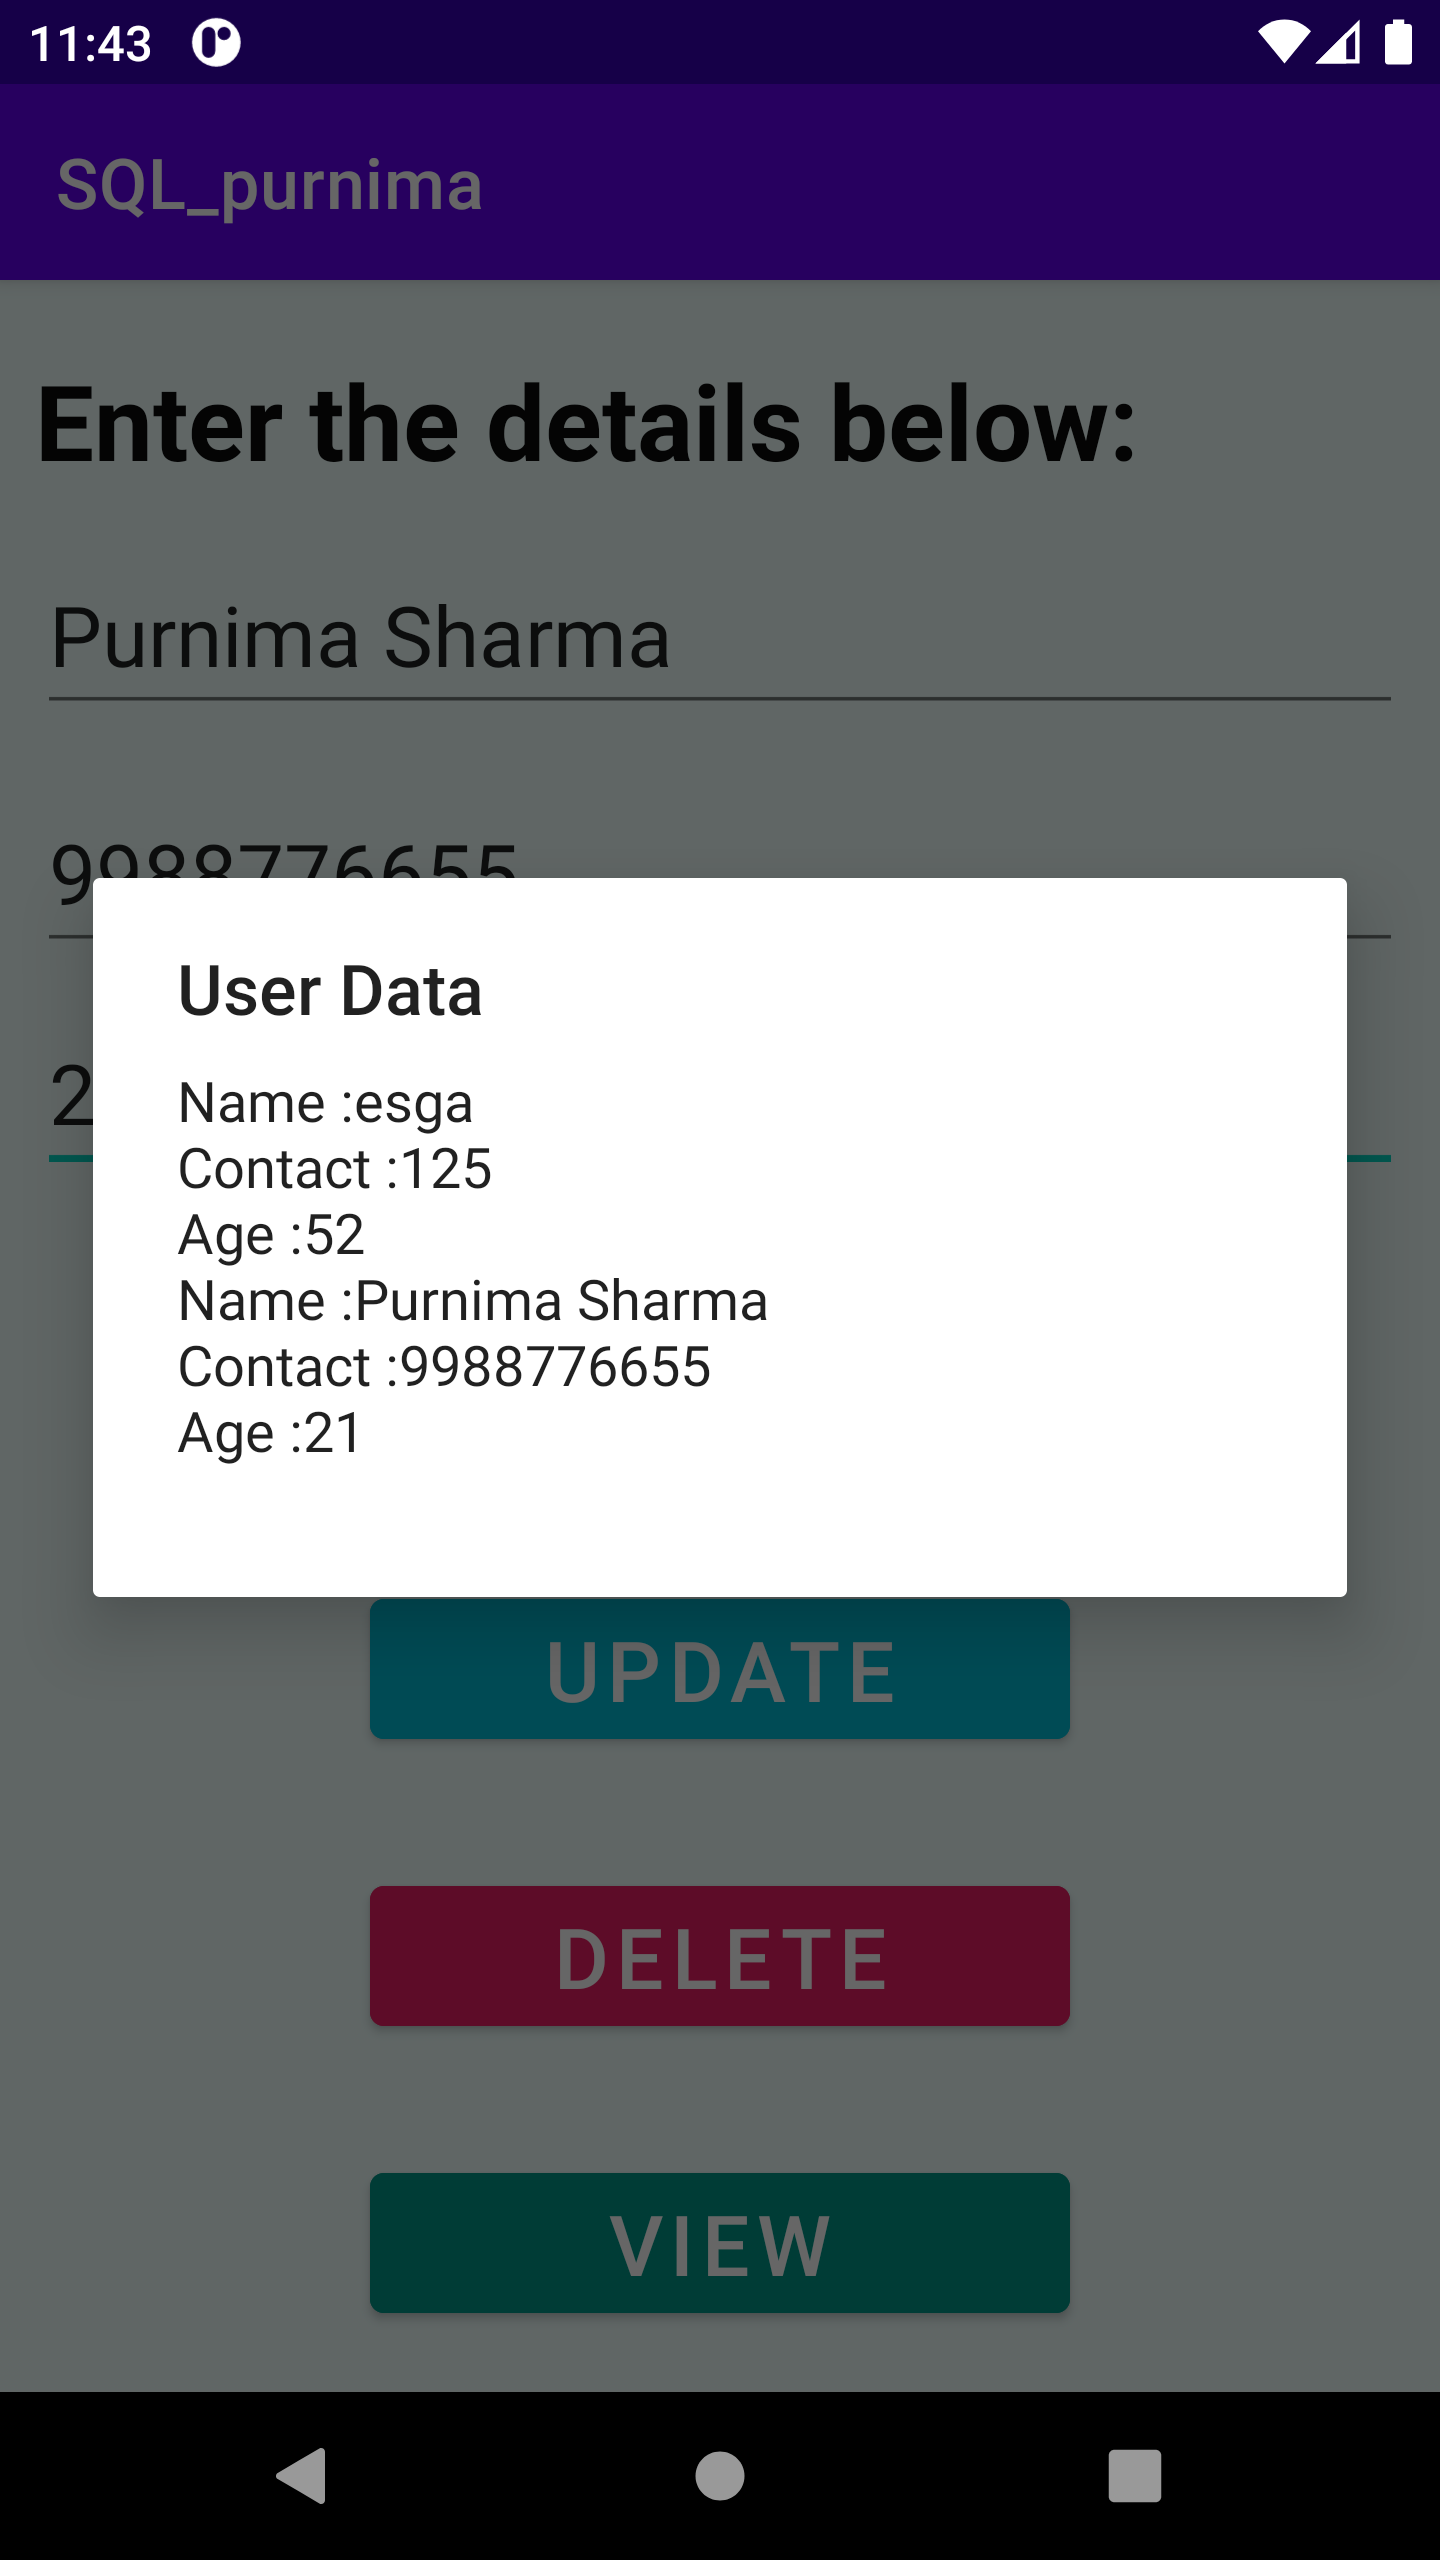 11:43
SQL_purnima
Enter the details below:
Purnima Sharma
9988776655
2
User Data
Name :esga
Contact :125
Age :52
Name :Purnima Sharma
Contact :9988776655
Age :21
UPDATE
DELETE
VIEW